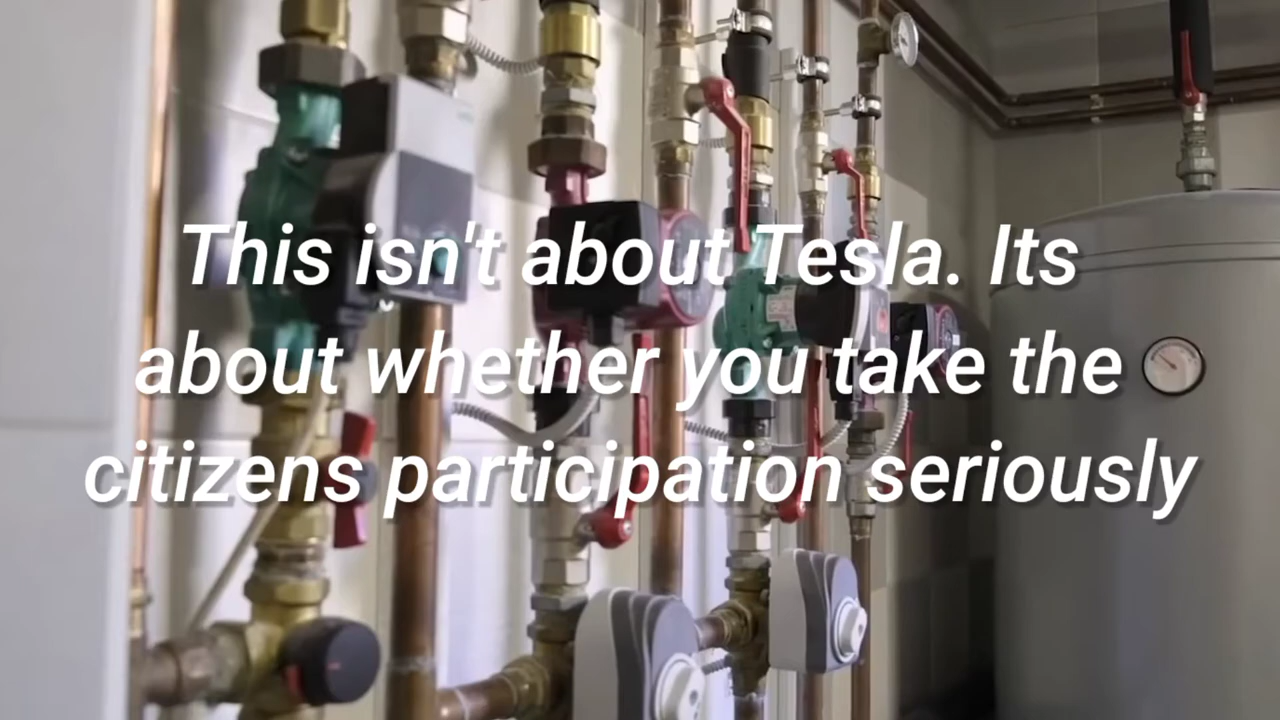 This isn't about Tesla. Its
about whether you take the
citizens participation seriously